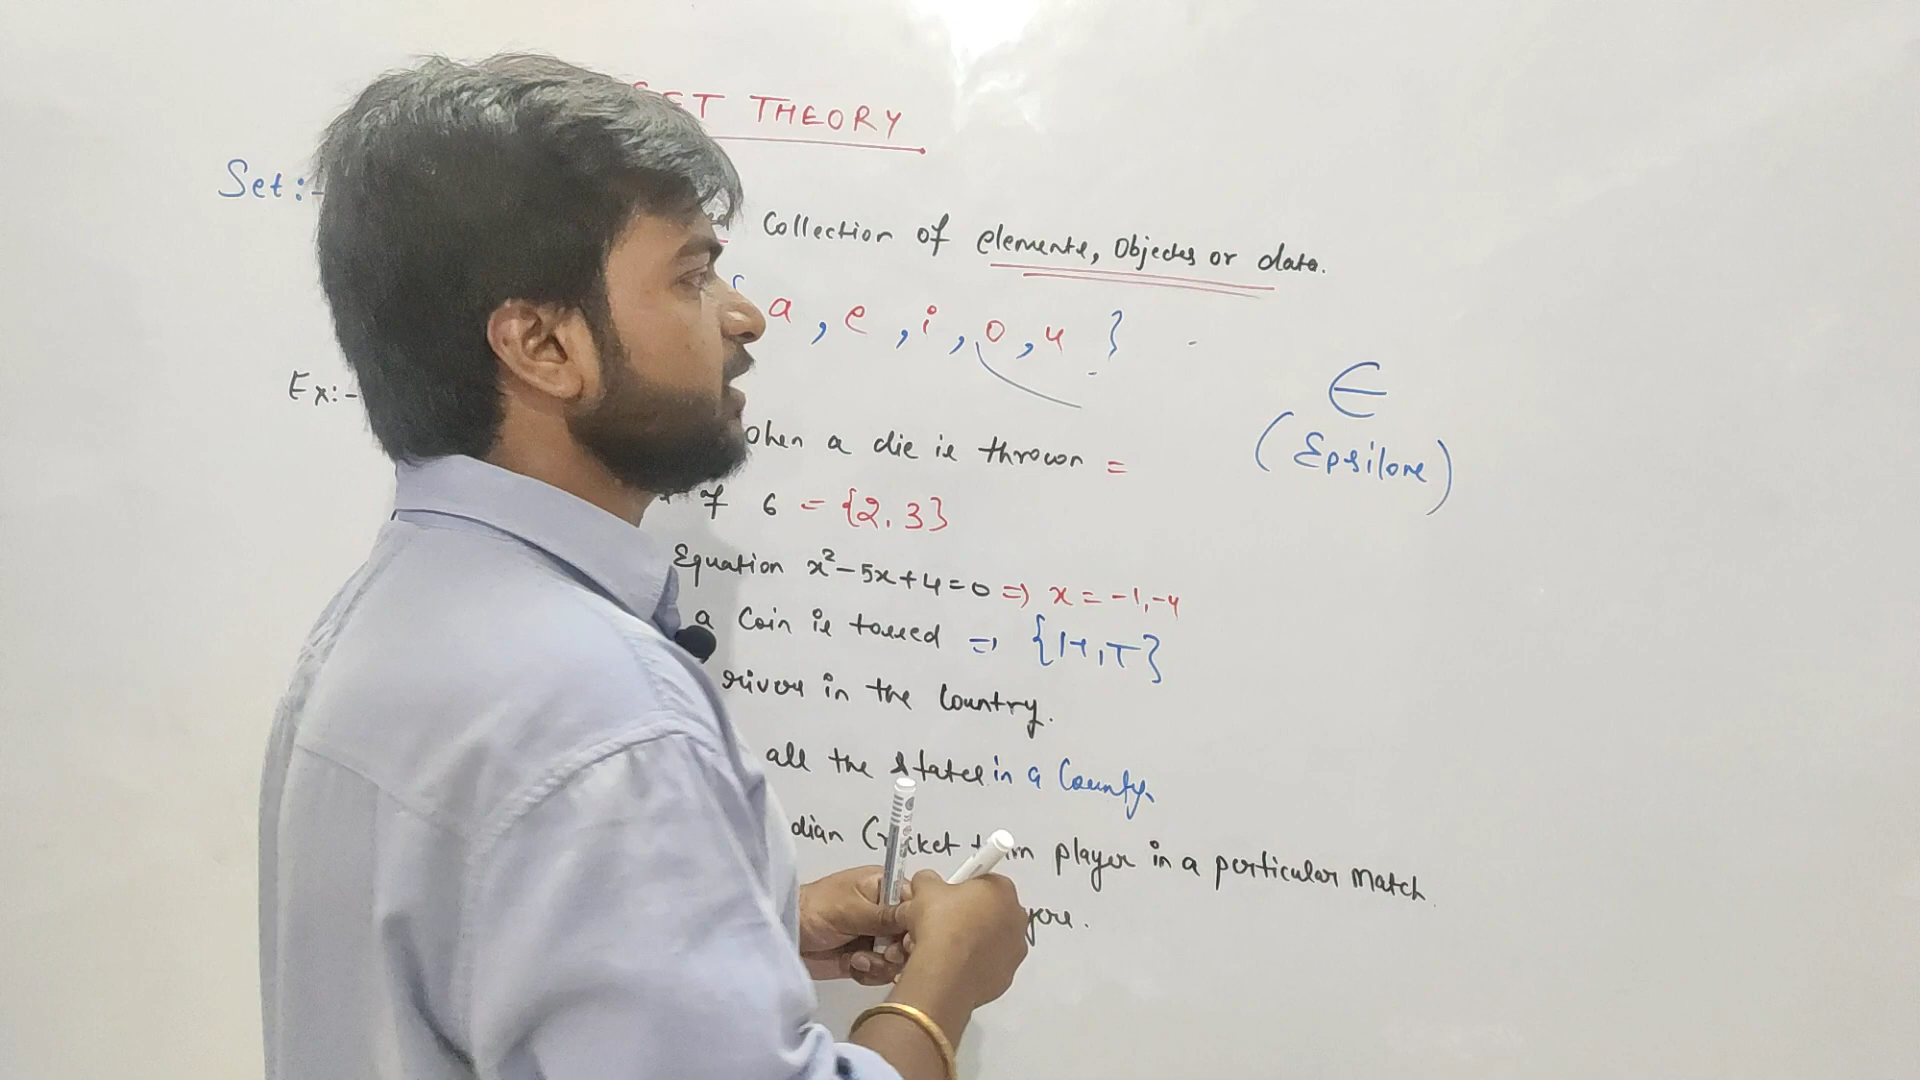 SET THEORY
Set:-
Collection of elements, Objects or data.
a, e, i, o, u }
Ex:-
∈
(Epsilone)
when a die is thrown =
of 6 = {2, 3}
Equation x²-5x+4=0 => x = -1, -4
a Coin is tossed => {H, T}
rivers in the Country.
all the states in a County.
dian Cricket team player in a perticular Match.